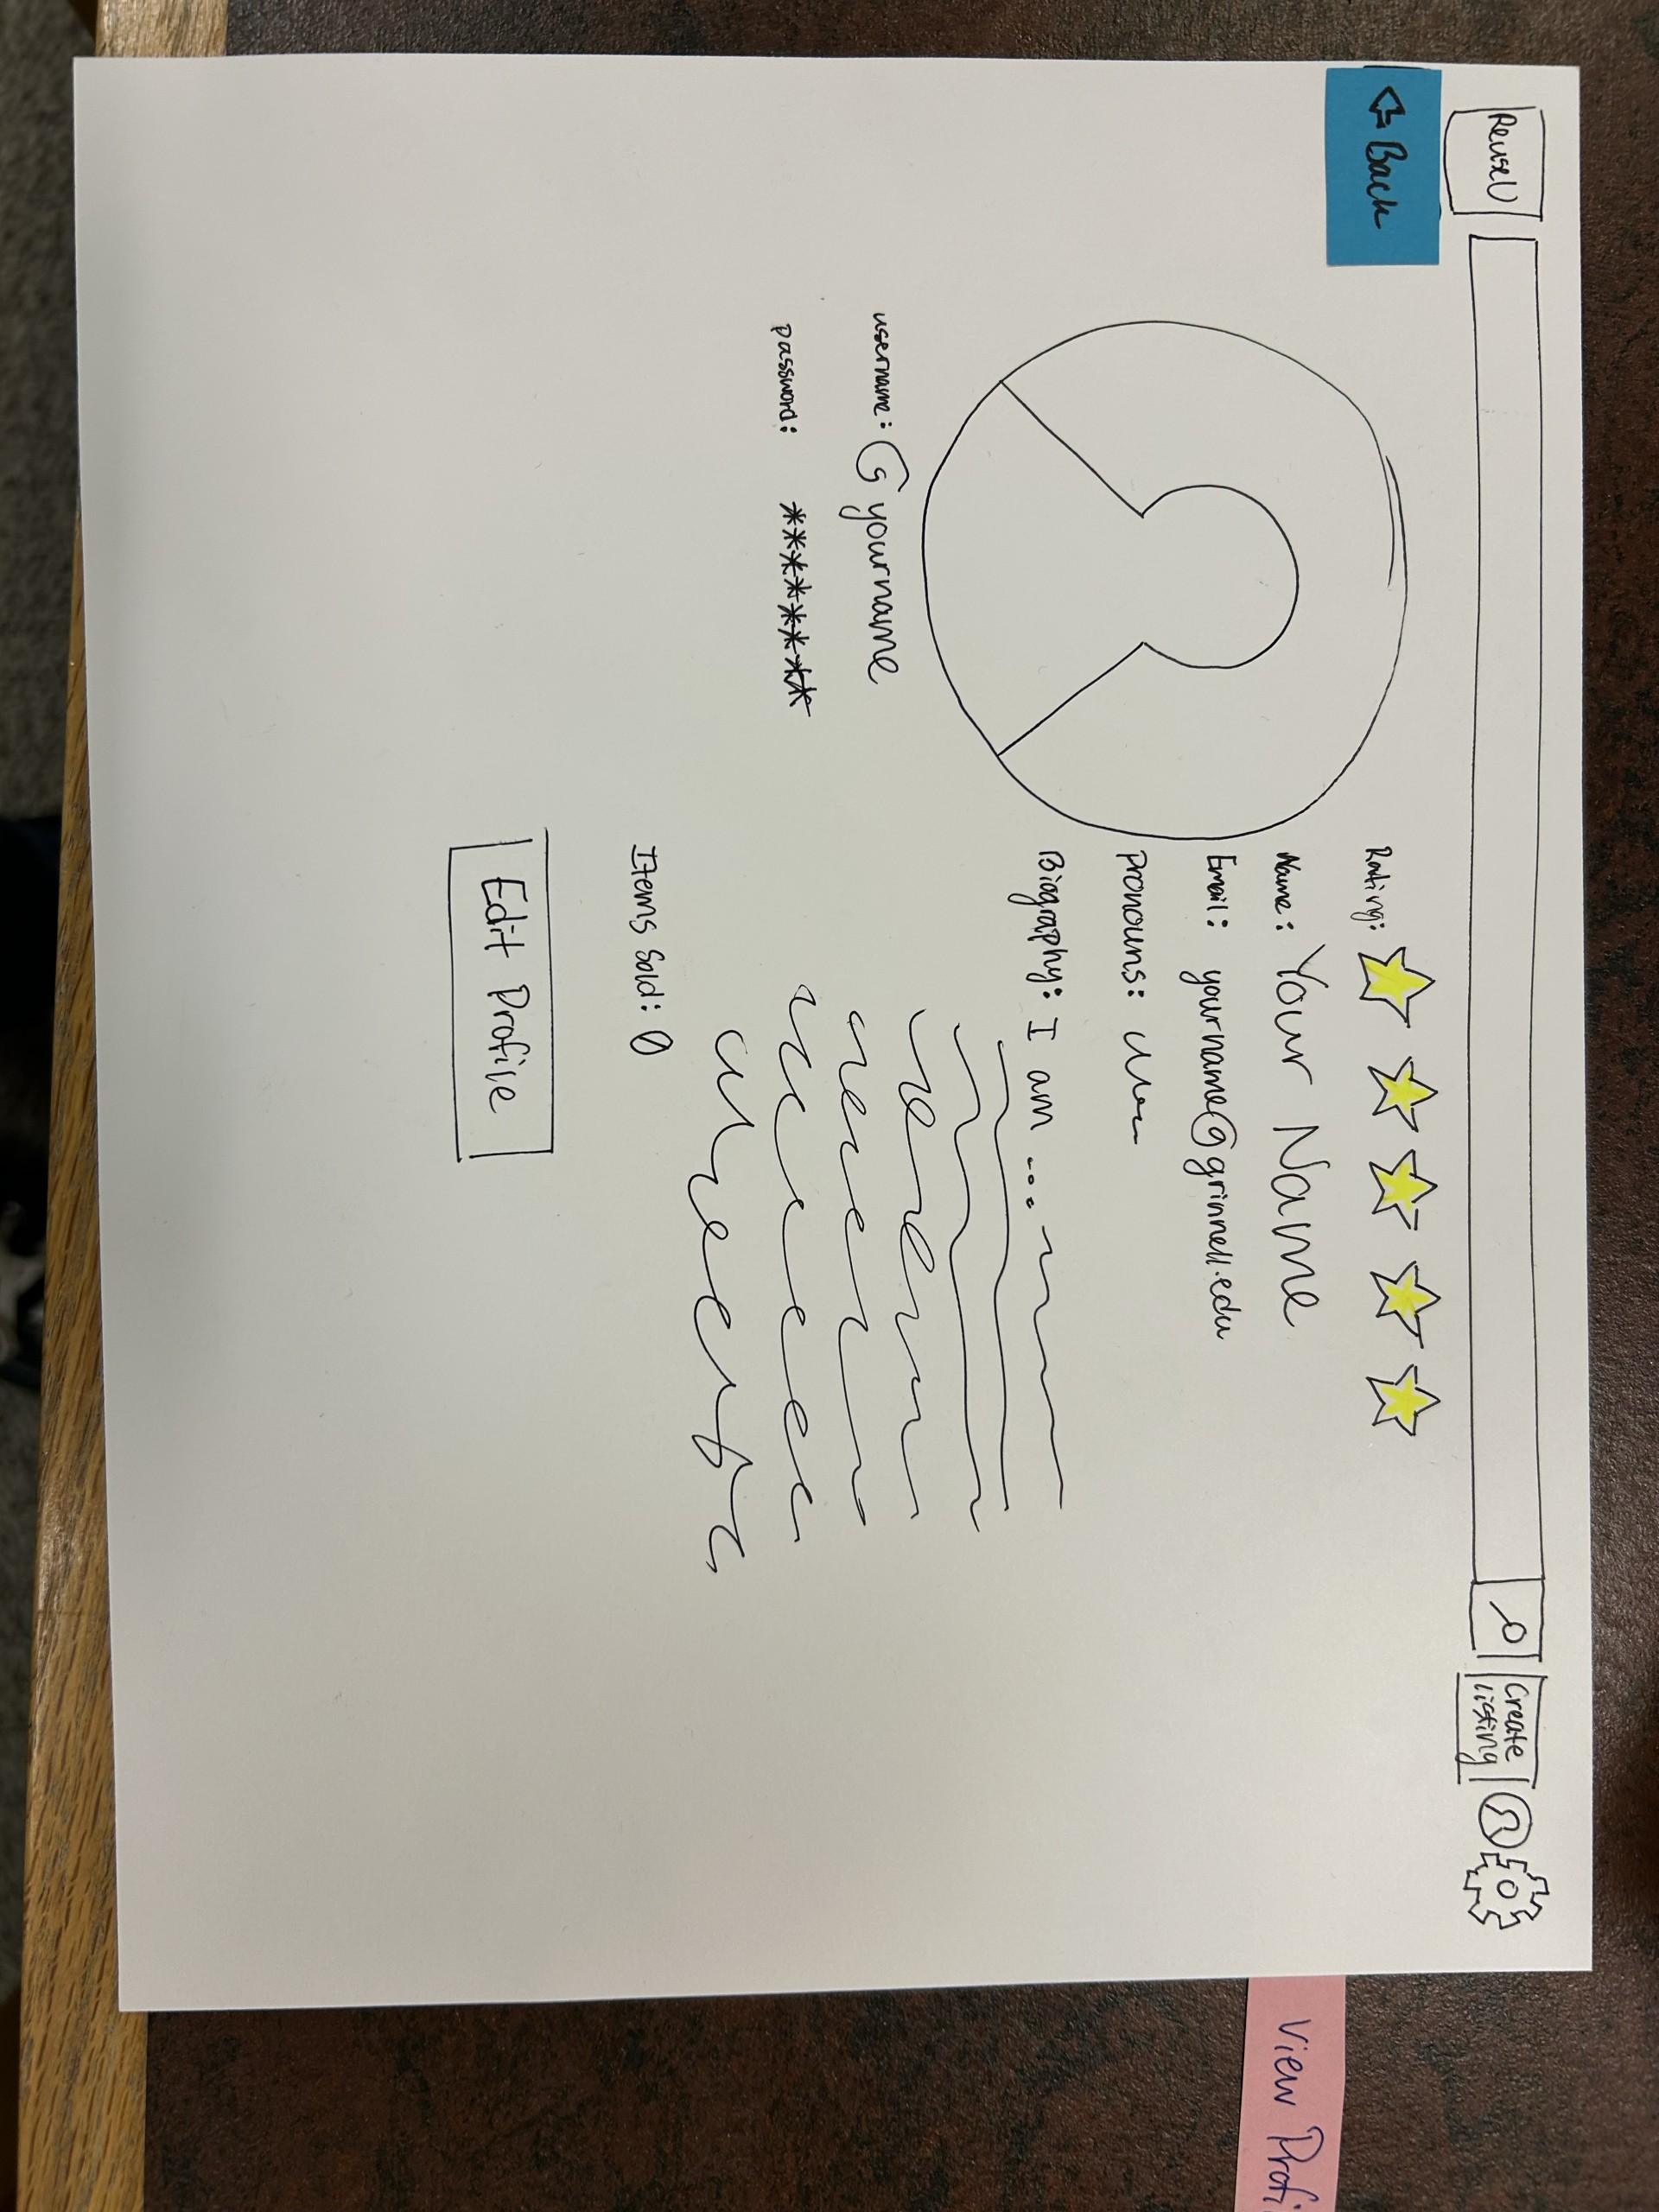 ReuseU
Create
listing
⇐ Back
Rating:
Name: Your Name
Email: yourname@grinnell.edu
Pronouns:
Biography: I am ...
username: @yourname
password: ********
Items Sold: 0
Edit Profile
View Profi